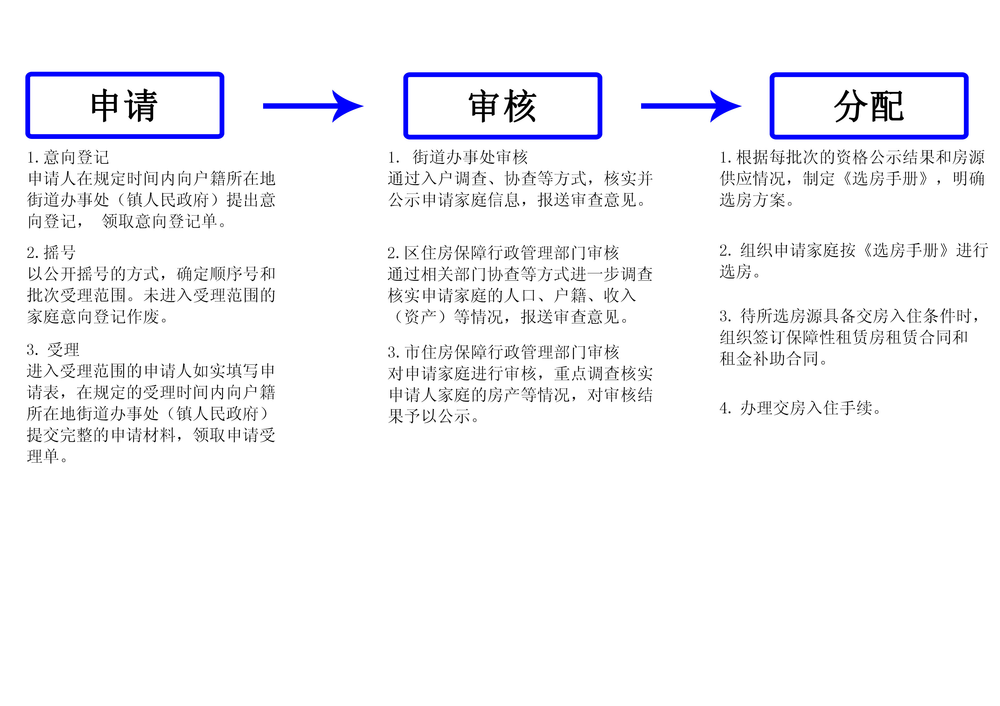 申请
1.意向登记
申请人在规定时间内向户籍所在地
街道办事处（镇人民政府）提出意
向登记， 领取意向登记单。
2.摇号
以公开摇号的方式，确定顺序号和
批次受理范围。未进入受理范围的
家庭意向登记作废。
3. 受理
进入受理范围的申请人如实填写申
请表，在规定的受理时间内向户籍
所在地街道办事处（镇人民政府）
提交完整的申请材料，领取申请受
理单。
审核
1. 街道办事处审核
通过入户调查、协查等方式，核实并
公示申请家庭信息，报送审查意见。
2.区住房保障行政管理部门审核
通过相关部门协查等方式进一步调查
核实申请家庭的人口、户籍、收入
（资产）等情况，报送审查意见。
3.市住房保障行政管理部门审核
对申请家庭进行审核，重点调查核实
申请人家庭的房产等情况，对审核结
果予以公示。
分配
1.根据每批次的资格公示结果和房源
供应情况，制定《选房手册》，明确
选房方案。
2. 组织申请家庭按《选房手册》进行
选房。
3. 待所选房源具备交房入住条件时，
组织签订保障性租赁房租赁合同和
租金补助合同。
4. 办理交房入住手续。